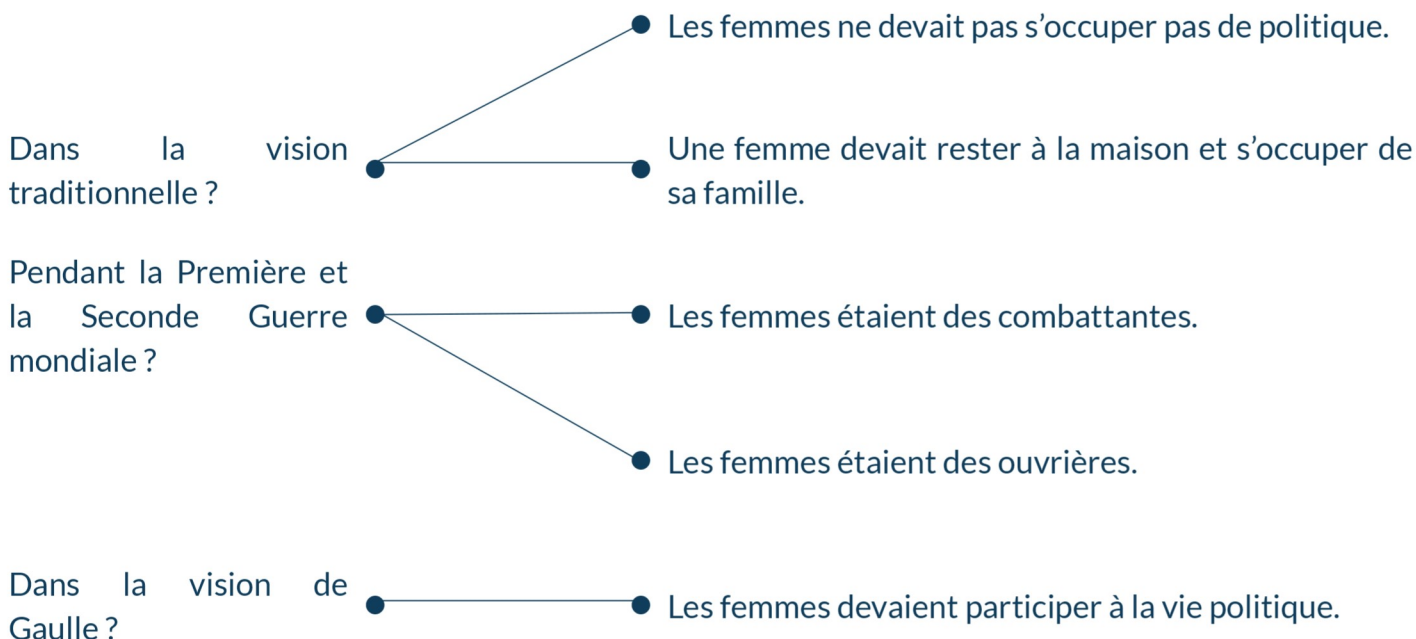 Les femmes ne devait pas s’occuper pas de politique.
Dans la vision
traditionnelle ?
Une femme devait rester à la maison et s’occuper de
sa famille.
Pendant la Première et
la Seconde Guerre
mondiale ?
Les femmes étaient des combattantes.
Les femmes étaient des ouvrières.
Dans la vision de
Gaulle ?
Les femmes devaient participer à la vie politique.